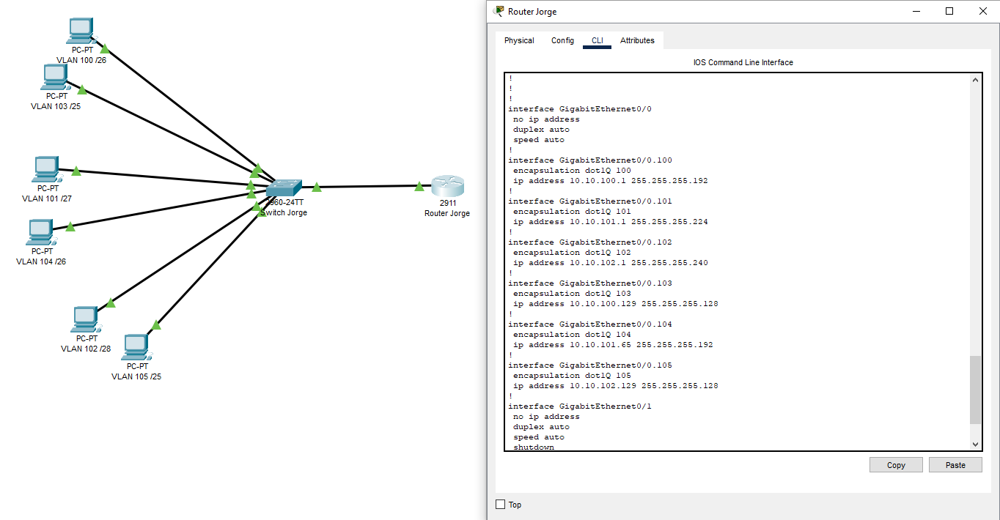 PC-PT
VLAN 100 /26
PC-PT
VLAN 103 /25
PC-PT
VLAN 101 /27
PC-PT
VLAN 104 /26
PC-PT
VLAN 102 /28
PC-PT
VLAN 105 /25
2960-24TT
Switch Jorge
2911
Router Jorge
Router Jorge
Physical
Config
CLI
Attributes
IOS Command Line Interface
!
!
!
interface GigabitEthernet0/0
no ip address
duplex auto
speed auto
!
interface GigabitEthernet0/0.100
encapsulation dot1Q 100
ip address 10.10.100.1 255.255.255.192
!
interface GigabitEthernet0/0.101
encapsulation dot1Q 101
ip address 10.10.101.1 255.255.255.224
!
interface GigabitEthernet0/0.102
encapsulation dot1Q 102
ip address 10.10.102.1 255.255.255.240
!
interface GigabitEthernet0/0.103
encapsulation dot1Q 103
ip address 10.10.100.129 255.255.255.128
!
interface GigabitEthernet0/0.104
encapsulation dot1Q 104
ip address 10.10.101.65 255.255.255.192
!
interface GigabitEthernet0/0.105
encapsulation dot1Q 105
ip address 10.10.102.129 255.255.255.128
!
interface GigabitEthernet0/1
no ip address
duplex auto
speed auto
shutdown
Copy
Paste
Top